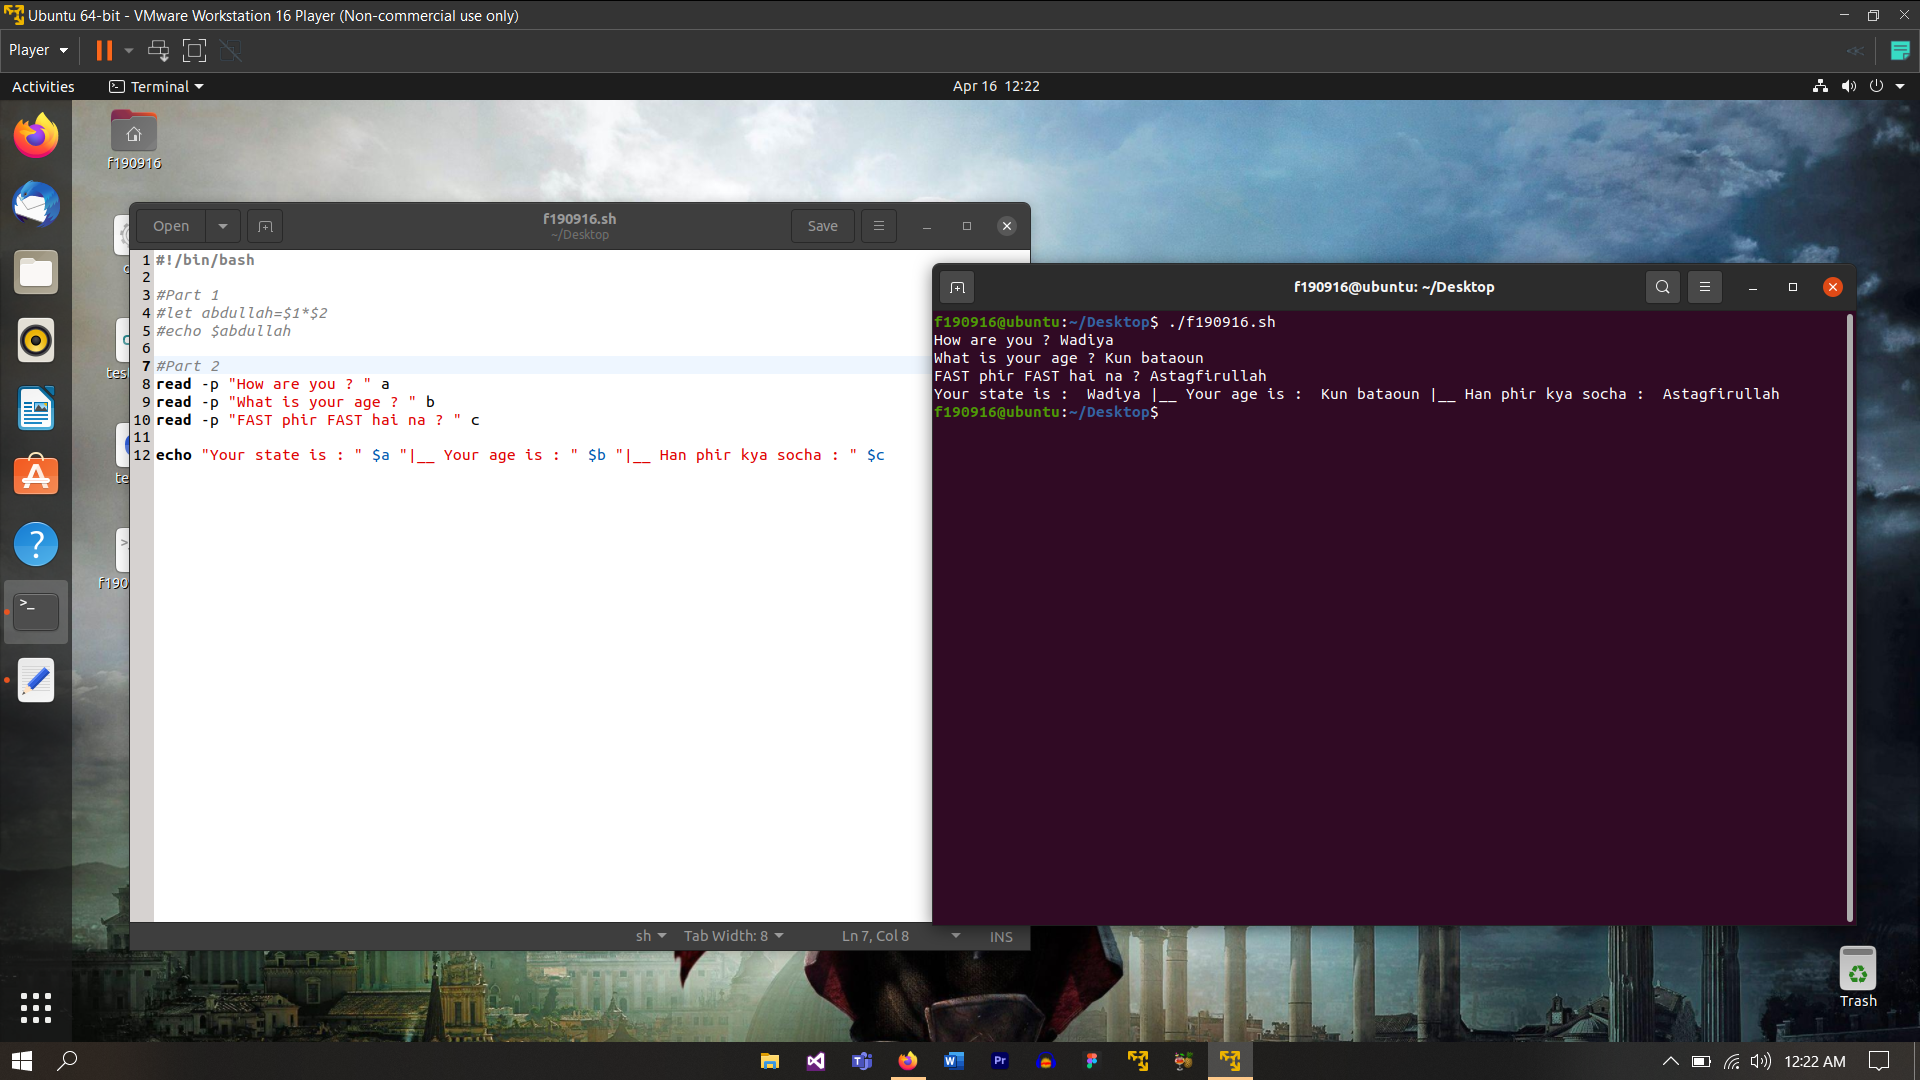 Ubuntu 64-bit - VMware Workstation 16 Player (Non-commercial use only)
Player
Activities
Terminal
Apr 16 12:22
f190916
Open
f190916.sh
~/Desktop
Save
1 #!/bin/bash
2
3 #Part 1
4 #let abdullah=$1*$2
5 #echo $abdullah
6
7 #Part 2
8 read -p "How are you ? " a
9 read -p "What is your age ? " b
10 read -p "FAST phir FAST hai na ? " c
11
12 echo "Your state is : " $a "|__ Your age is : " $b "|__ Han phir kya socha : " $c
sh
Tab Width: 8
Ln 7, Col 8
INS
f190916@ubuntu: ~/Desktop
f190916@ubuntu:~/Desktop$ ./f190916.sh
How are you ? Wadiya
What is your age ? Kun bataoun
FAST phir FAST hai na ? Astagfirullah
Your state is :  Wadiya |__ Your age is :  Kun bataoun |__ Han phir kya socha :  Astagfirullah
f190916@ubuntu:~/Desktop$
f190
Trash
12:22 AM